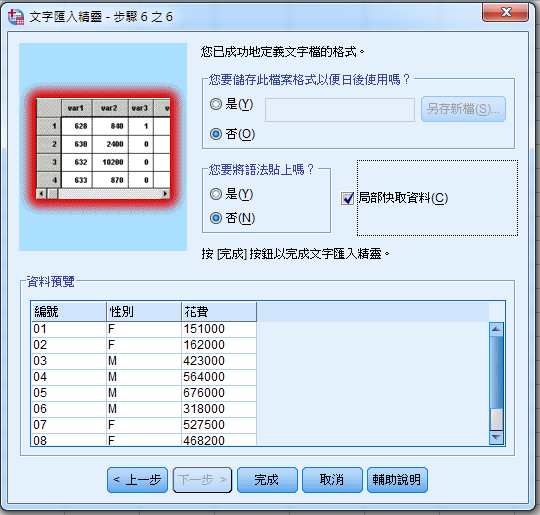 文字匯入精靈 - 步驟 6 之 6
您已成功地定義文字檔的格式。
您要儲存此檔案格式以便日後使用嗎？
是(Y)
另存新檔(S)...
否(O)
var1 var2 var3 v
1 628 840 1
2 630 2400 0
3 632 10200 0
4 633 870 0
您要將語法貼上嗎？
是(Y)
否(N)
局部快取資料(C)
按 [完成] 按鈕以完成文字匯入精靈。
資料預覽
編號 性別 花費
01 F 151000
02 F 162000
03 M 423000
04 M 564000
05 M 676000
06 M 318000
07 F 527500
08 F 468200
< 上一步 下一步 > 完成 取消 輔助說明